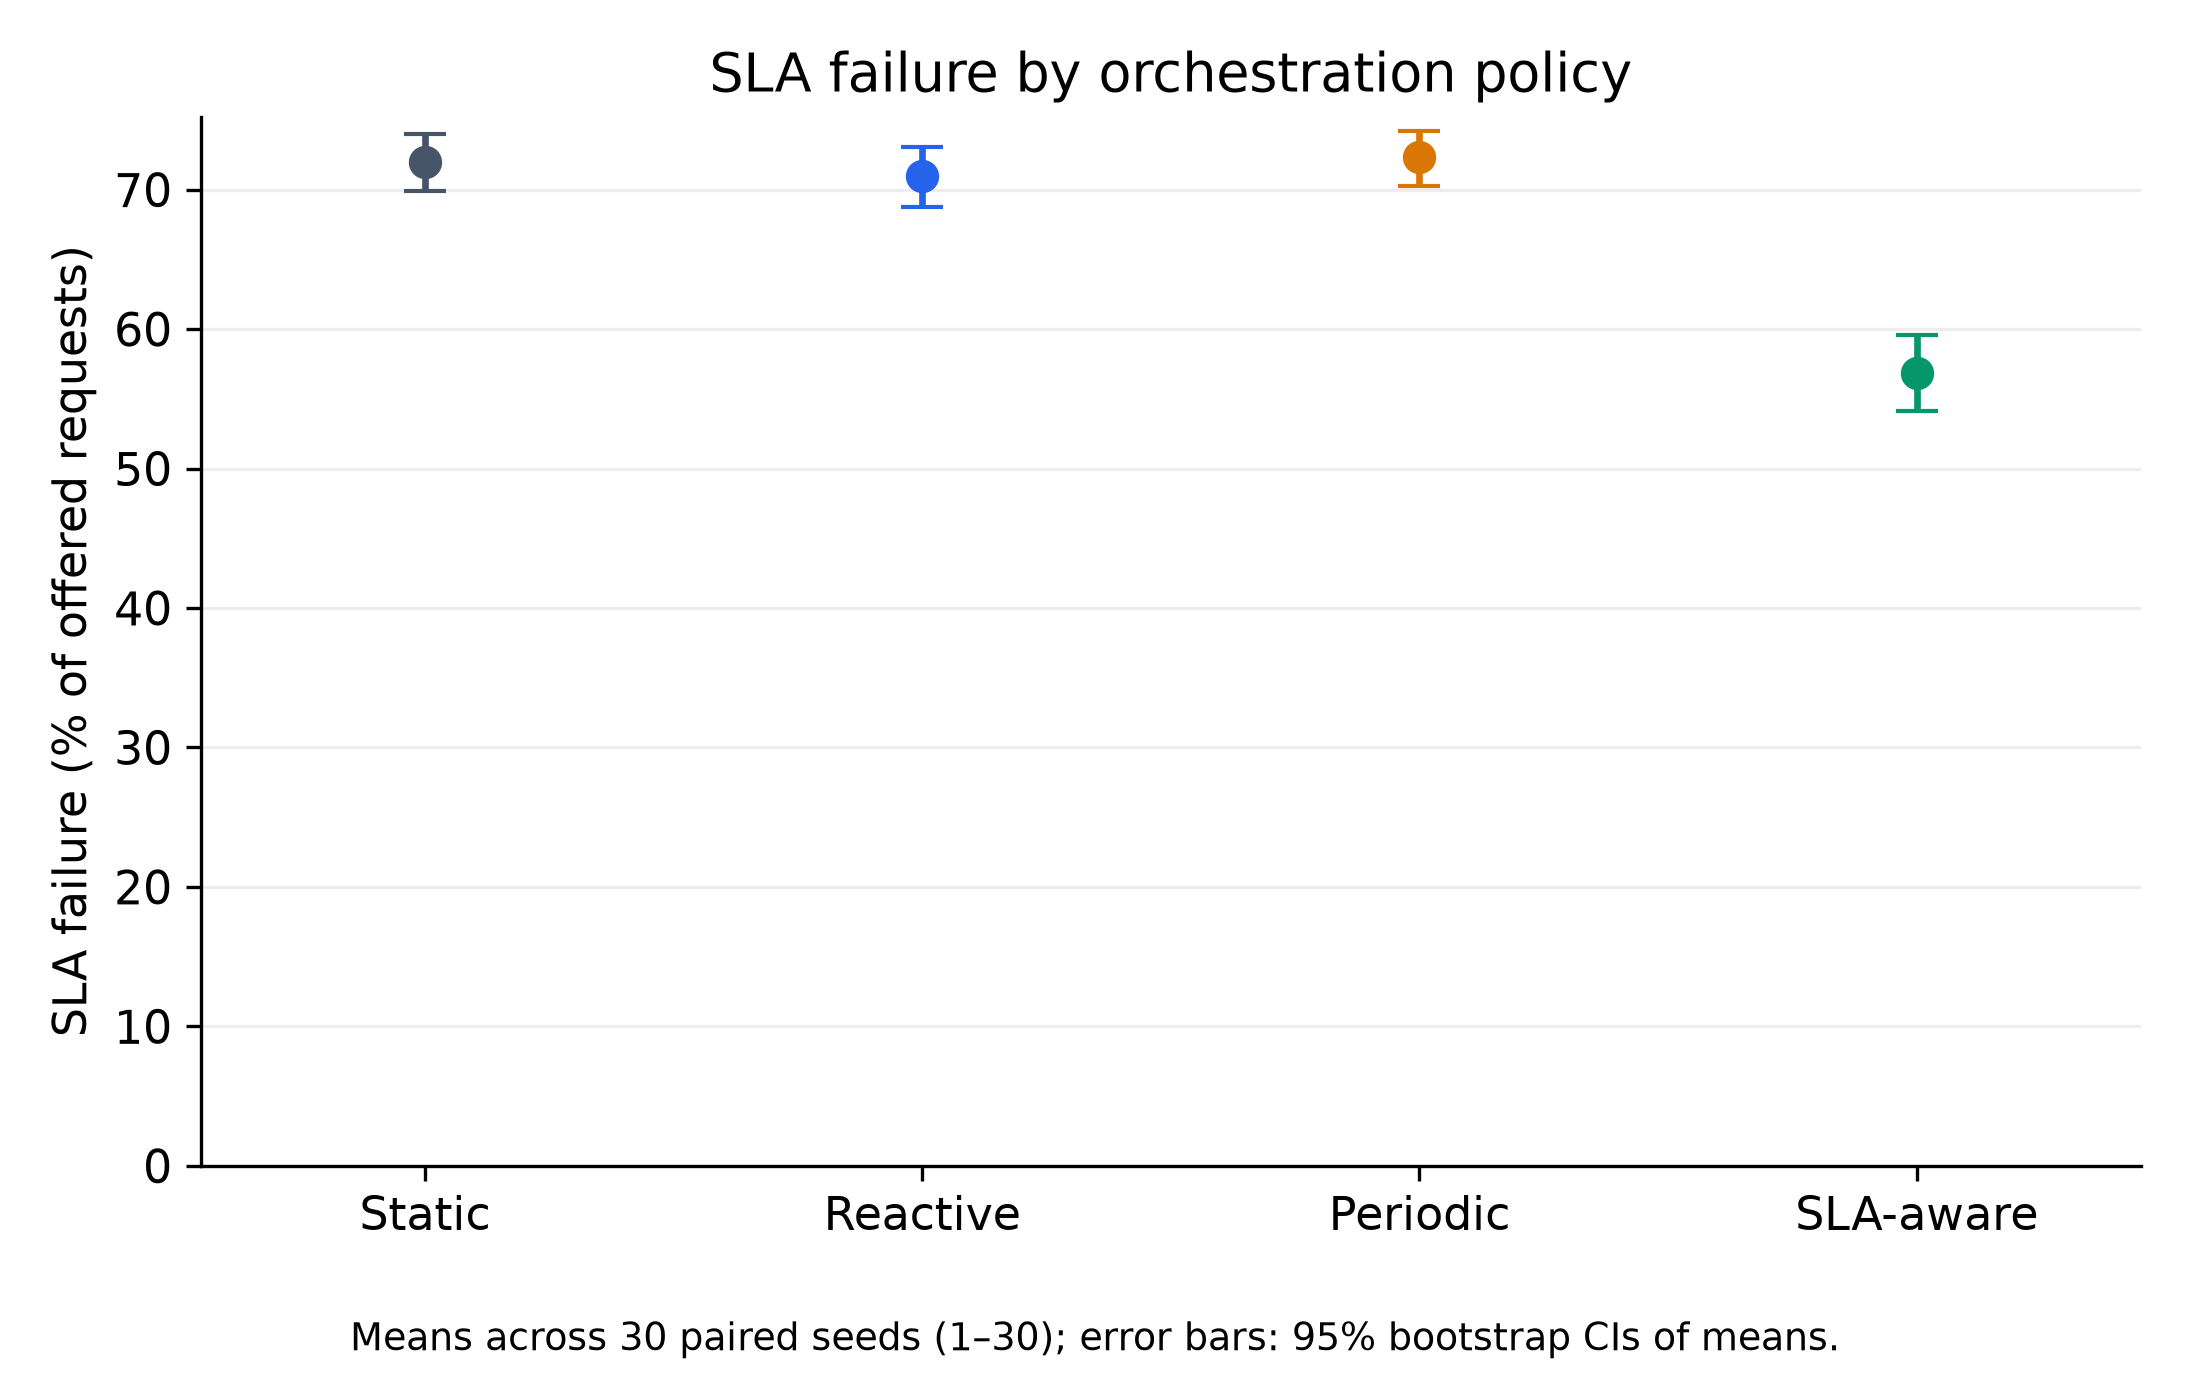 SLA failure by orchestration policy
SLA failure (% of offered requests)
70
60
50
40
30
20
10
0
Static
Reactive
Periodic
SLA-aware
Means across 30 paired seeds (1–30); error bars: 95% bootstrap CIs of means.